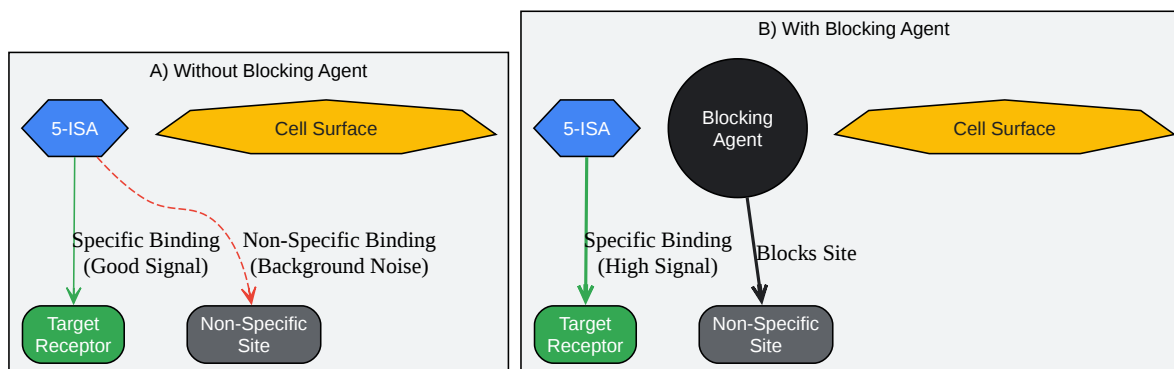 A) Without Blocking Agent
5-ISA
Cell Surface
Specific Binding
(Good Signal)
Non-Specific Binding
(Background Noise)
Target
Receptor
Non-Specific
Site
B) With Blocking Agent
5-ISA
Blocking
Agent
Cell Surface
Specific Binding
(High Signal)
Blocks Site
Target
Receptor
Non-Specific
Site